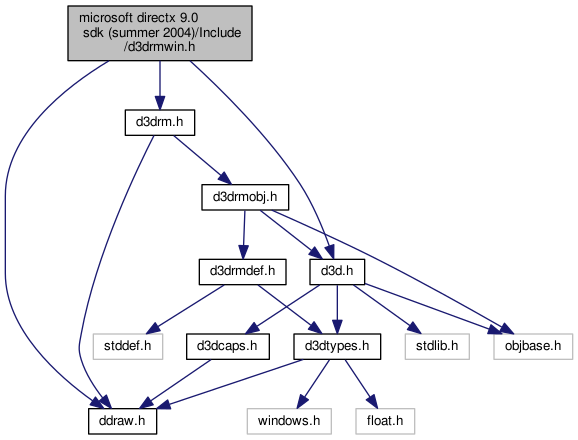 microsoft directx 9.0
sdk (summer 2004)/Include
/d3drmwin.h
d3drm.h
d3drmobj.h
d3drmdef.h
d3d.h
stddef.h
d3dcaps.h
d3dtypes.h
stdlib.h
objbase.h
ddraw.h
windows.h
float.h